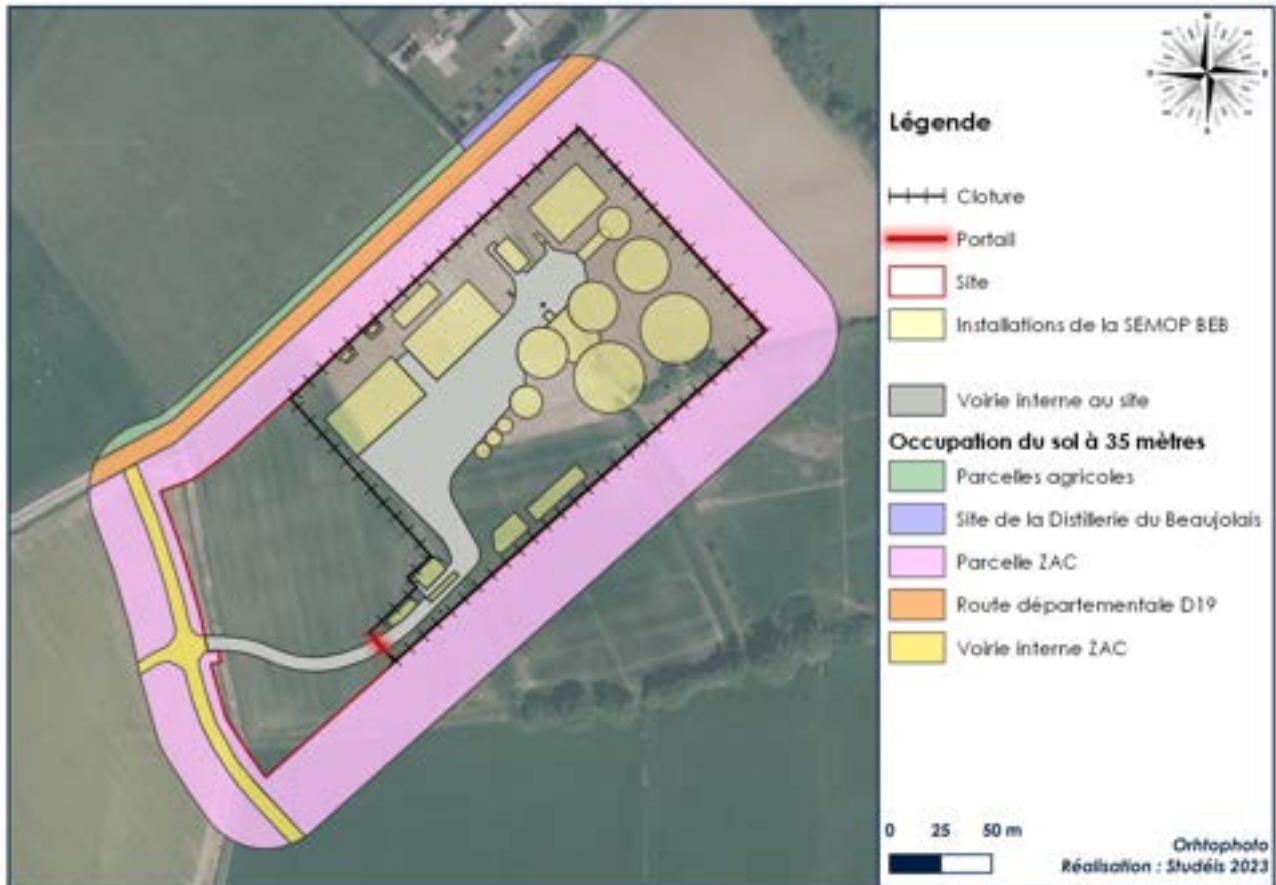 Légende
Cloture
Portail
Site
Installations de la SEMOP BEB
Voirie interne au site
Occupation du sol à 35 mètres
Parcelles agricoles
Site de la Distillerie du Beaujolais
Parcelle ZAC
Route départementale D19
Voirie interne ZAC
0 25 50 m
Orhtophoto
Réalisation : Studéis 2023